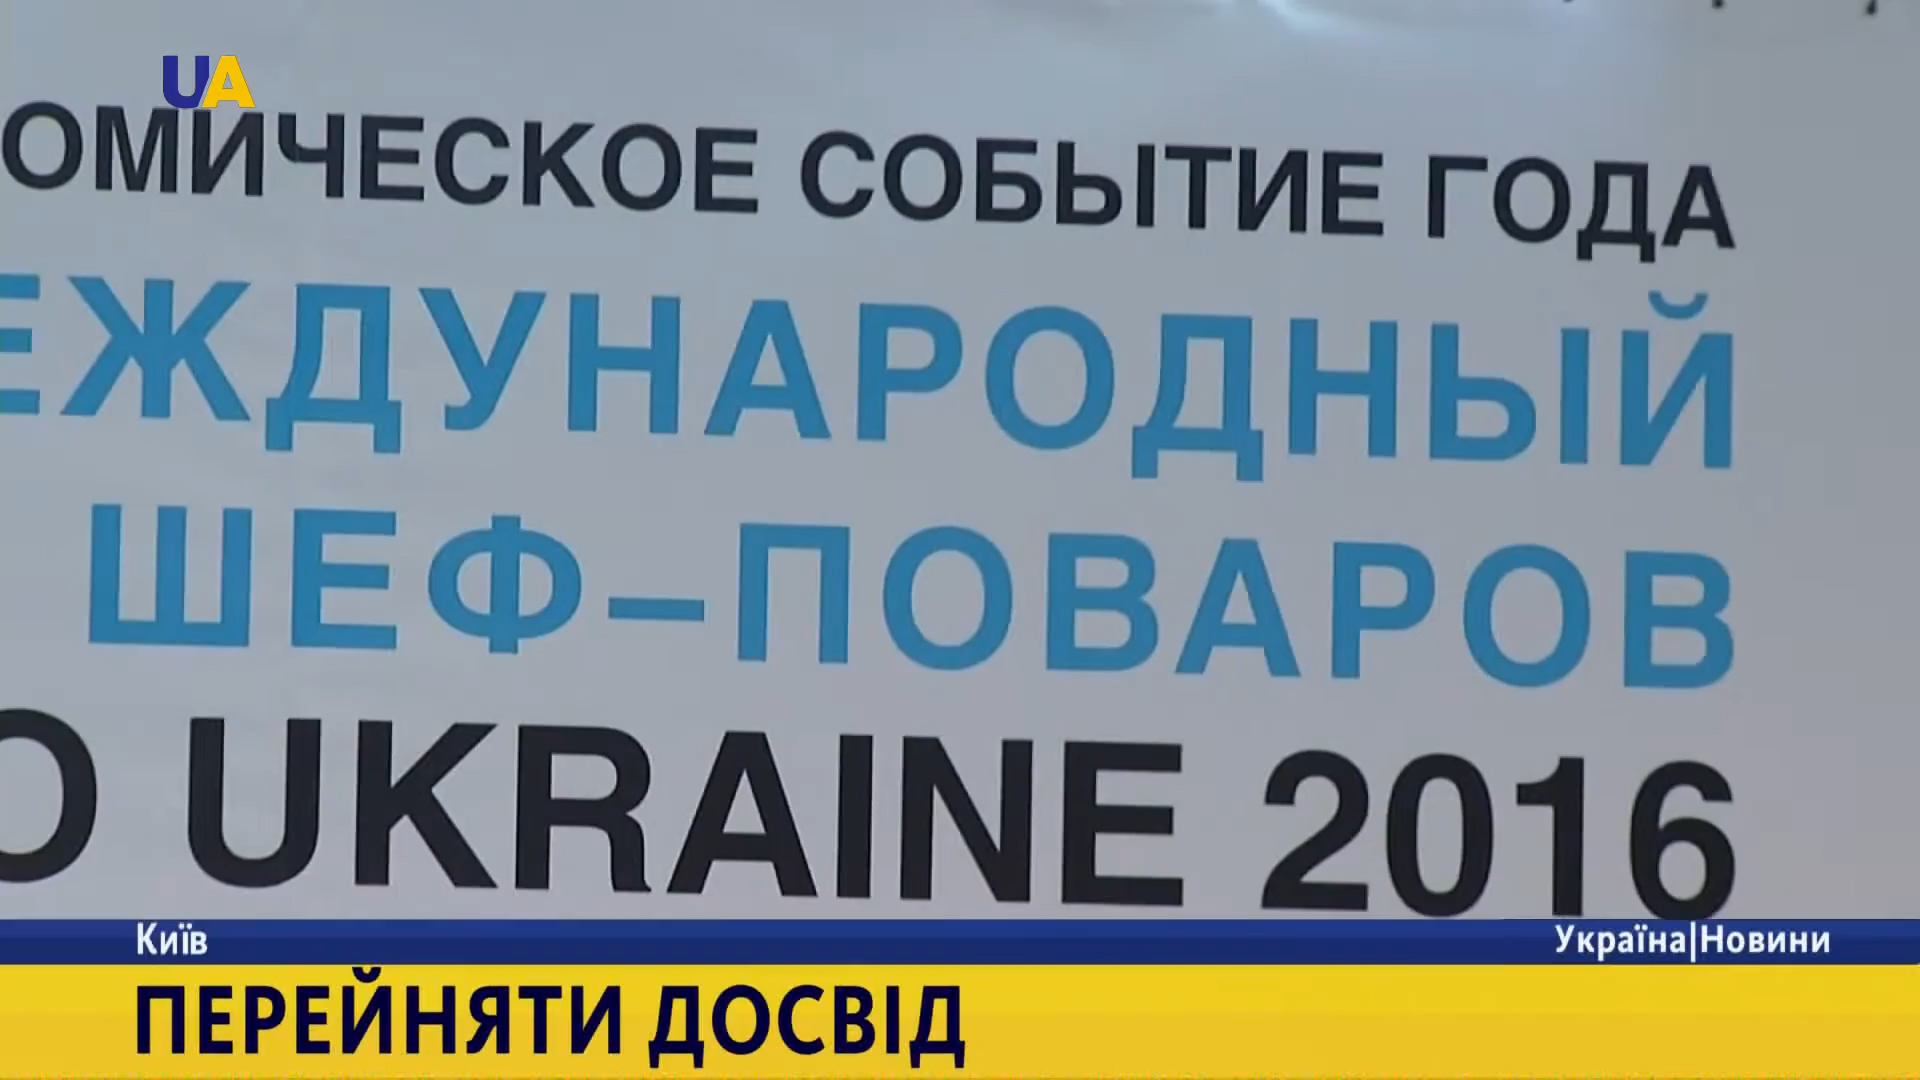 UA
ОМИЧЕСКОЕ СОБЫТИЕ ГОДА
ЕЖДУНАРОДНЫЙ
ШЕФ-ПОВАРОВ
O UKRAINE 2016
Київ
Україна|Новини
ПЕРЕЙНЯТИ ДОСВІД